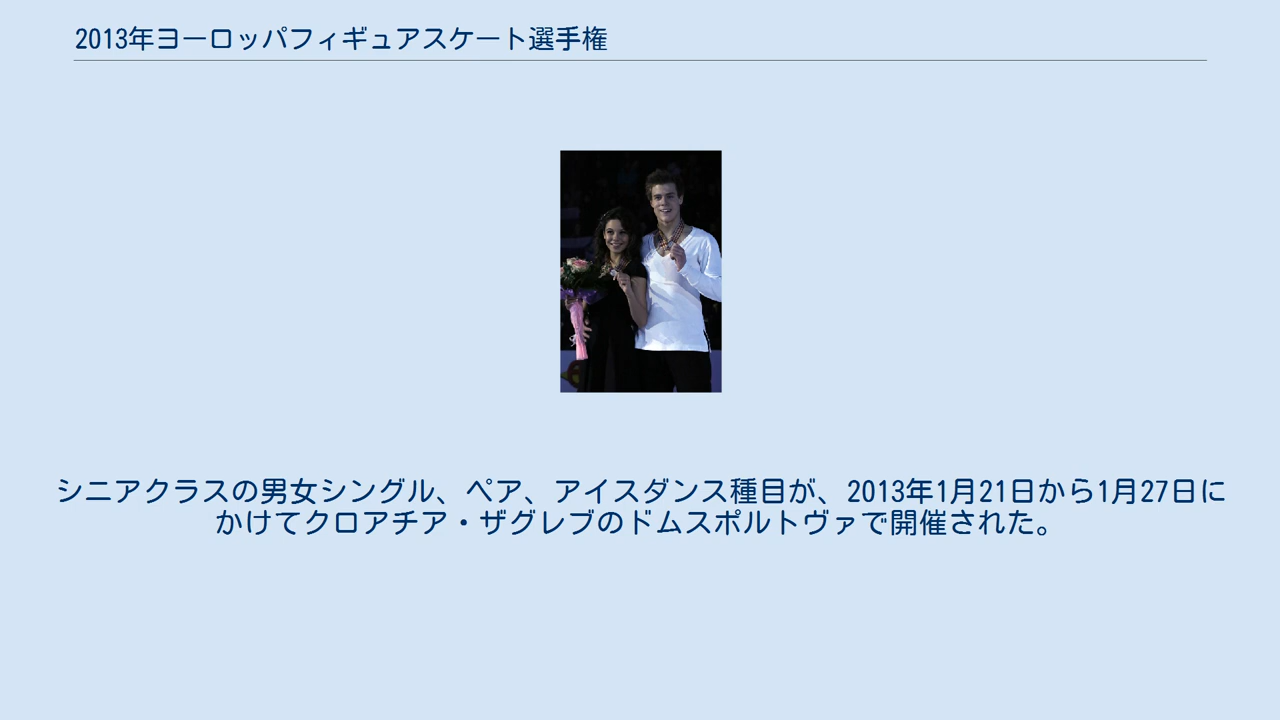 2013年ヨーロッパフィギュアスケート選手権
シニアクラスの男女シングル、ペア、アイスダンス種目が、2013年1月21日から1月27日に
かけてクロアチア・ザグレブのドムスポルトヴァで開催された。